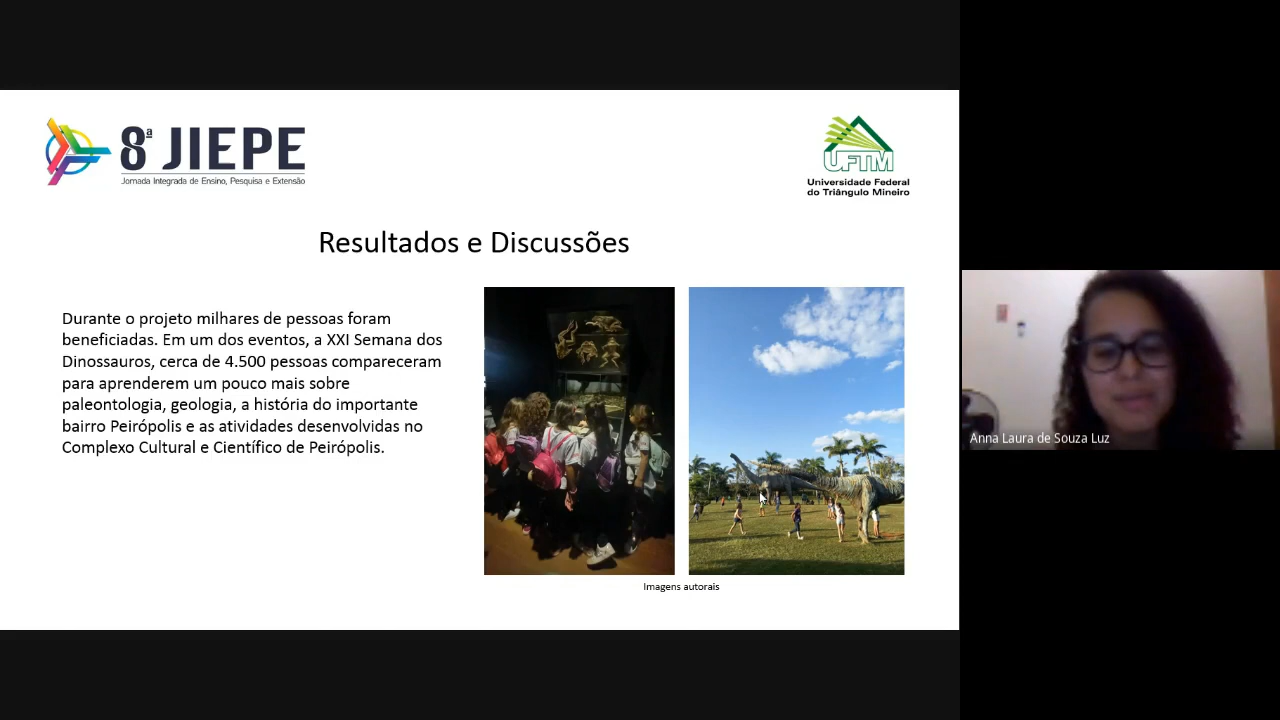 8ª JIEPE
Jornada Integrada de Ensino, Pesquisa e Extensão
UFTM
Universidade Federal
do Triângulo Mineiro
Resultados e Discussões
Durante o projeto milhares de pessoas foram
beneficiadas. Em um dos eventos, a XXI Semana dos
Dinossauros, cerca de 4.500 pessoas compareceram
para aprenderem um pouco mais sobre
paleontologia, geologia, a história do importante
bairro Peirópolis e as atividades desenvolvidas no
Complexo Cultural e Científico de Peirópolis.
Imagens autorais
Anna Laura de Souza Luz